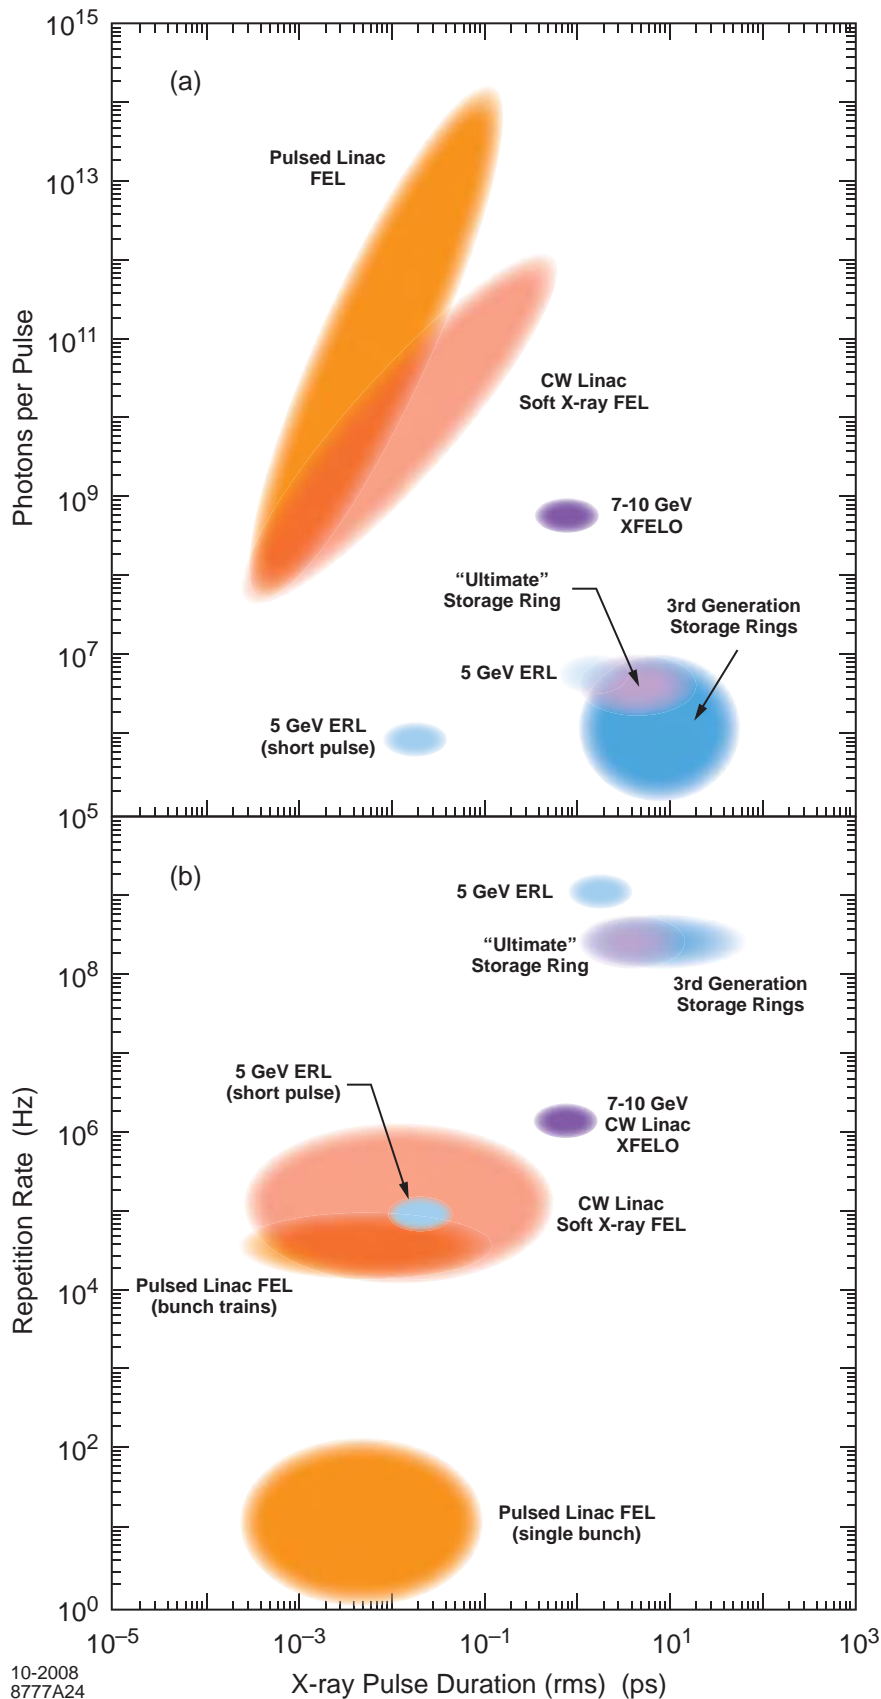 10^15
(a)
Pulsed Linac
FEL
10^13
10^11
CW Linac
Soft X-ray FEL
Photons per Pulse
10^9
7-10 GeV
XFELO
“Ultimate”
Storage Ring
3rd Generation
Storage Rings
10^7
5 GeV ERL
5 GeV ERL
(short pulse)
10^5
(b)
5 GeV ERL
“Ultimate”
Storage Ring
10^8
3rd Generation
Storage Rings
5 GeV ERL
(short pulse)
7-10 GeV
CW Linac
XFELO
10^6
Repetition Rate (Hz)
CW Linac
Soft X-ray FEL
Pulsed Linac FEL
(bunch trains)
10^4
10^2
Pulsed Linac FEL
(single bunch)
10^0
10^–5 10^–3 10^–1 10^1 10^3
X-ray Pulse Duration (rms) (ps)
10-2008
8777A24